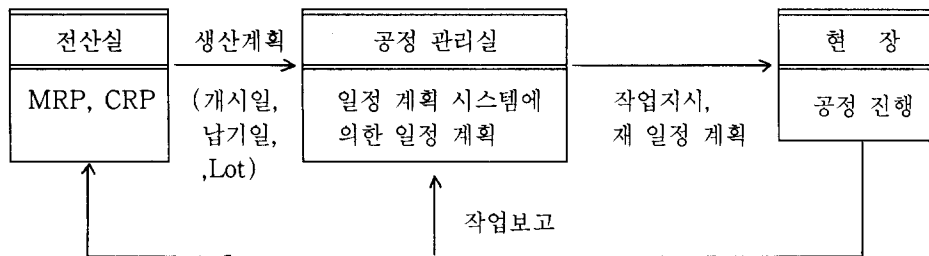 전산실
MRP, CRP
생산계획
(개시일,
납기일,
,Lot)
공정 관리실
일정 계획 시스템에
의한 일정 계획
작업지시,
재 일정 계획
현 장
공정 진행
작업보고